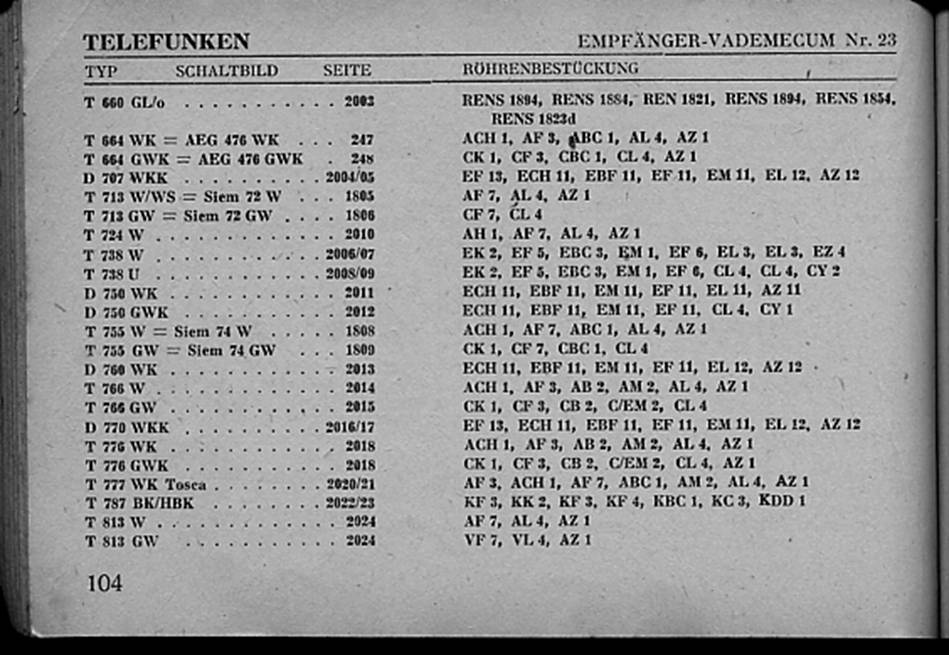 TELEFUNKEN EMPFÄNGER-VADEMECUM Nr. 23
TYP SCHALTBILD SEITE RÖHRENBESTÜCKUNG
T 660 GL/o . . . . . . . . . . . 2003 RENS 1894, RENS 1884, REN 1821, RENS 1894, RENS 1854,
RENS 1823d
T 664 WK = AEG 476 WK . . . 247 ACH 1, AF 3, ABC 1, AL 4, AZ 1
T 664 GWK = AEG 476 GWK . 248 CK 1, CF 3, CBC 1, CL 4, AZ 1
D 707 WKK . . . . . . . . . . 2004/05 EF 13, ECH 11, EBF 11, EF 11, EM 11, EL 12, AZ 12
T 713 W/WS = Siem 72 W . . . 1805 AF 7, AL 4, AZ 1
T 713 GW = Siem 72 GW . . . . 1806 CF 7, CL 4
T 724 W . . . . . . . . . . . . . 2010 AH 1, AF 7, AL 4, AZ 1
T 738 W . . . . . . . . . . . . 2006/07 EK 2, EF 5, EBC 3, EM 1, EF 6, EL 3, EL 3, EZ 4
T 738 U . . . . . . . . . . . . 2008/09 EK 2, EF 5, EBC 3, EM 1, EF 6, CL 4, CL 4, CY 2
D 750 WK . . . . . . . . . . . . 2011 ECH 11, EBF 11, EM 11, EF 11, EL 11, AZ 11
D 750 GWK . . . . . . . . . . . 2012 ECH 11, EBF 11, EM 11, EF 11, CL 4, CY 1
T 755 W = Siem 74 W . . . . . 1808 ACH 1, AF 7, ABC 1, AL 4, AZ 1
T 755 GW = Siem 74 GW . . . 1809 CK 1, CF 7, CBC 1, CL 4
D 760 WK . . . . . . . . . . . . 2013 ECH 11, EBF 11, EM 11, EF 11, EL 12, AZ 12
T 766 W . . . . . . . . . . . . . 2014 ACH 1, AF 3, AB 2, AM 2, AL 4, AZ 1
T 766 GW . . . . . . . . . . . . 2015 CK 1, CF 3, CB 2, C/EM 2, CL 4
D 770 WKK . . . . . . . . . . 2016/17 EF 13, ECH 11, EBF 11, EF 11, EM 11, EL 12, AZ 12
T 776 WK . . . . . . . . . . . . 2018 ACH 1, AF 3, AB 2, AM 2, AL 4, AZ 1
T 776 GWK . . . . . . . . . . . 2018 CK 1, CF 3, CB 2, C/EM 2, CL 4, AZ 1
T 777 WK Tosca . . . . . . . . 2020/21 AF 3, ACH 1, AF 7, ABC 1, AM 2, AL 4, AZ 1
T 787 BK/HBK . . . . . . . . 2022/23 KF 3, KK 2, KF 3, KF 4, KBC 1, KC 3, KDD 1
T 813 W . . . . . . . . . . . . . 2024 AF 7, AL 4, AZ 1
T 813 GW . . . . . . . . . . . 2024 VF 7, VL 4, AZ 1
104